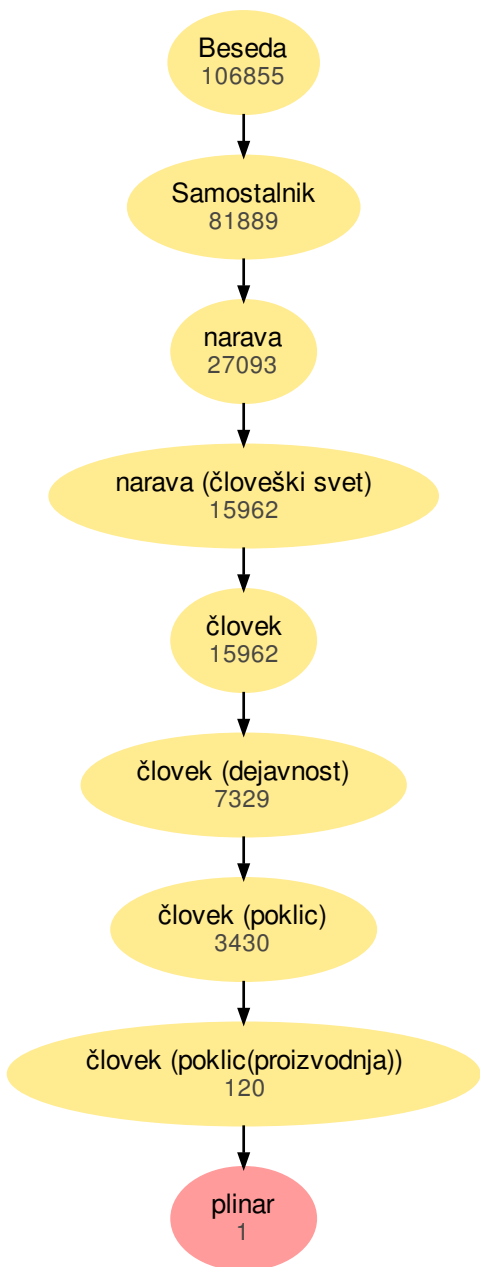 Beseda
106855
Samostalnik
81889
narava
27093
narava (človeški svet)
15962
človek
15962
človek (dejavnost)
7329
človek (poklic)
3430
človek (poklic(proizvodnja))
120
plinar
1